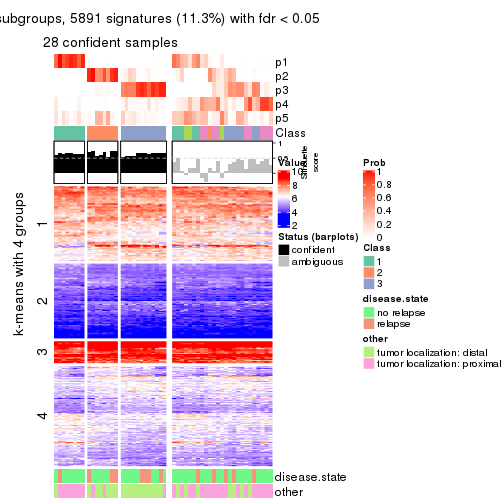 subgroups, 5891 signatures (11.3%) with fdr < 0.05
28 confident samples
p1
p2
p3
p4
p5
Class
1
Silhouette
score
k-means with 4 groups
1
2
3
4
Value
8
6
4
2
Status (barplots)
confident
ambiguous
Prob
1
0.8
0.6
0.4
0.2
0
Class
1
2
3
disease.state
no relapse
relapse
other
tumor localization: distal
tumor localization: proximal
disease.state
other